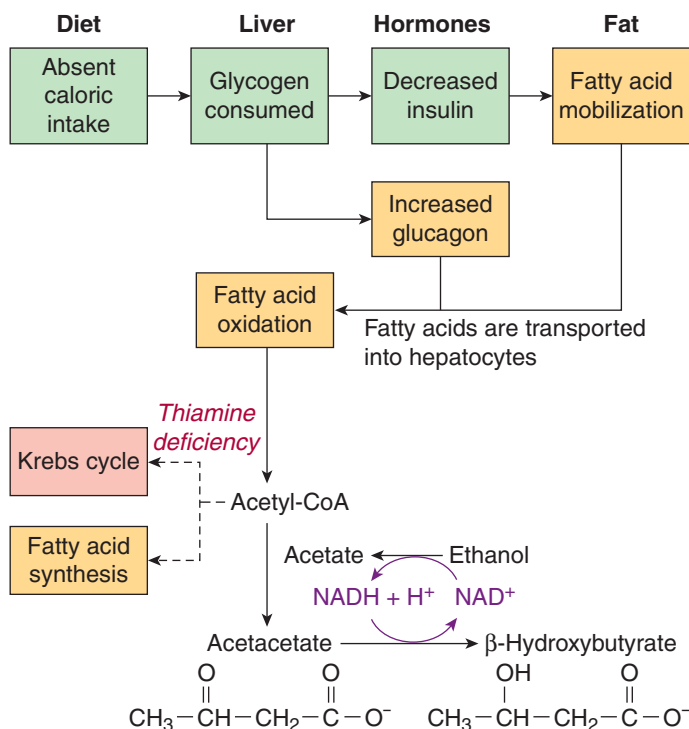 Diet
Liver
Hormones
Fat
Absent
caloric
intake
Glycogen
consumed
Decreased
insulin
Fatty acid
mobilization
Increased
glucagon
Fatty acid
oxidation
Fatty acids are transported
into hepatocytes
Thiamine
deficiency
Krebs cycle
Acetyl-CoA
Fatty acid
synthesis
Acetate
Ethanol
NADH + H⁺
NAD⁺
Acetacetate
β-Hydroxybutyrate
O O
CH₃–CH–CH₂–C–O⁻
OH O
CH₃–CH–CH₂–C–O⁻